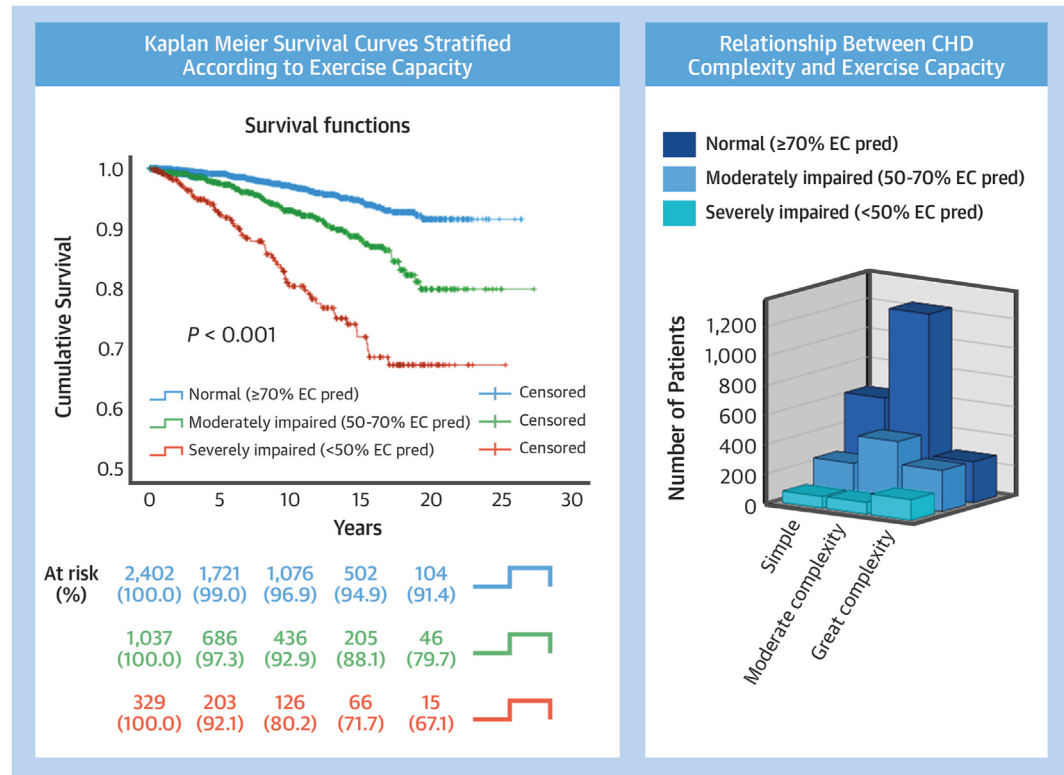 Kaplan Meier Survival Curves Stratified
According to Exercise Capacity
Survival functions
Cumulative Survival
1.0
0.9
0.8
0.7
0.6
0.5
P < 0.001
Normal (≥70% EC pred)
Censored
Moderately impaired (50-70% EC pred)
Censored
Severely impaired (<50% EC pred)
Censored
0 5 10 15 20 25 30
Years
At risk
(%)
2,402 1,721 1,076 502 104
(100.0) (99.0) (96.9) (94.9) (91.4)
1,037 686 436 205 46
(100.0) (97.3) (92.9) (88.1) (79.7)
329 203 126 66 15
(100.0) (92.1) (80.2) (71.7) (67.1)
Relationship Between CHD
Complexity and Exercise Capacity
Normal (≥70% EC pred)
Moderately impaired (50-70% EC pred)
Severely impaired (<50% EC pred)
Number of Patients
1,200
1,000
800
600
400
200
0
Simple
Moderate complexity
Great complexity